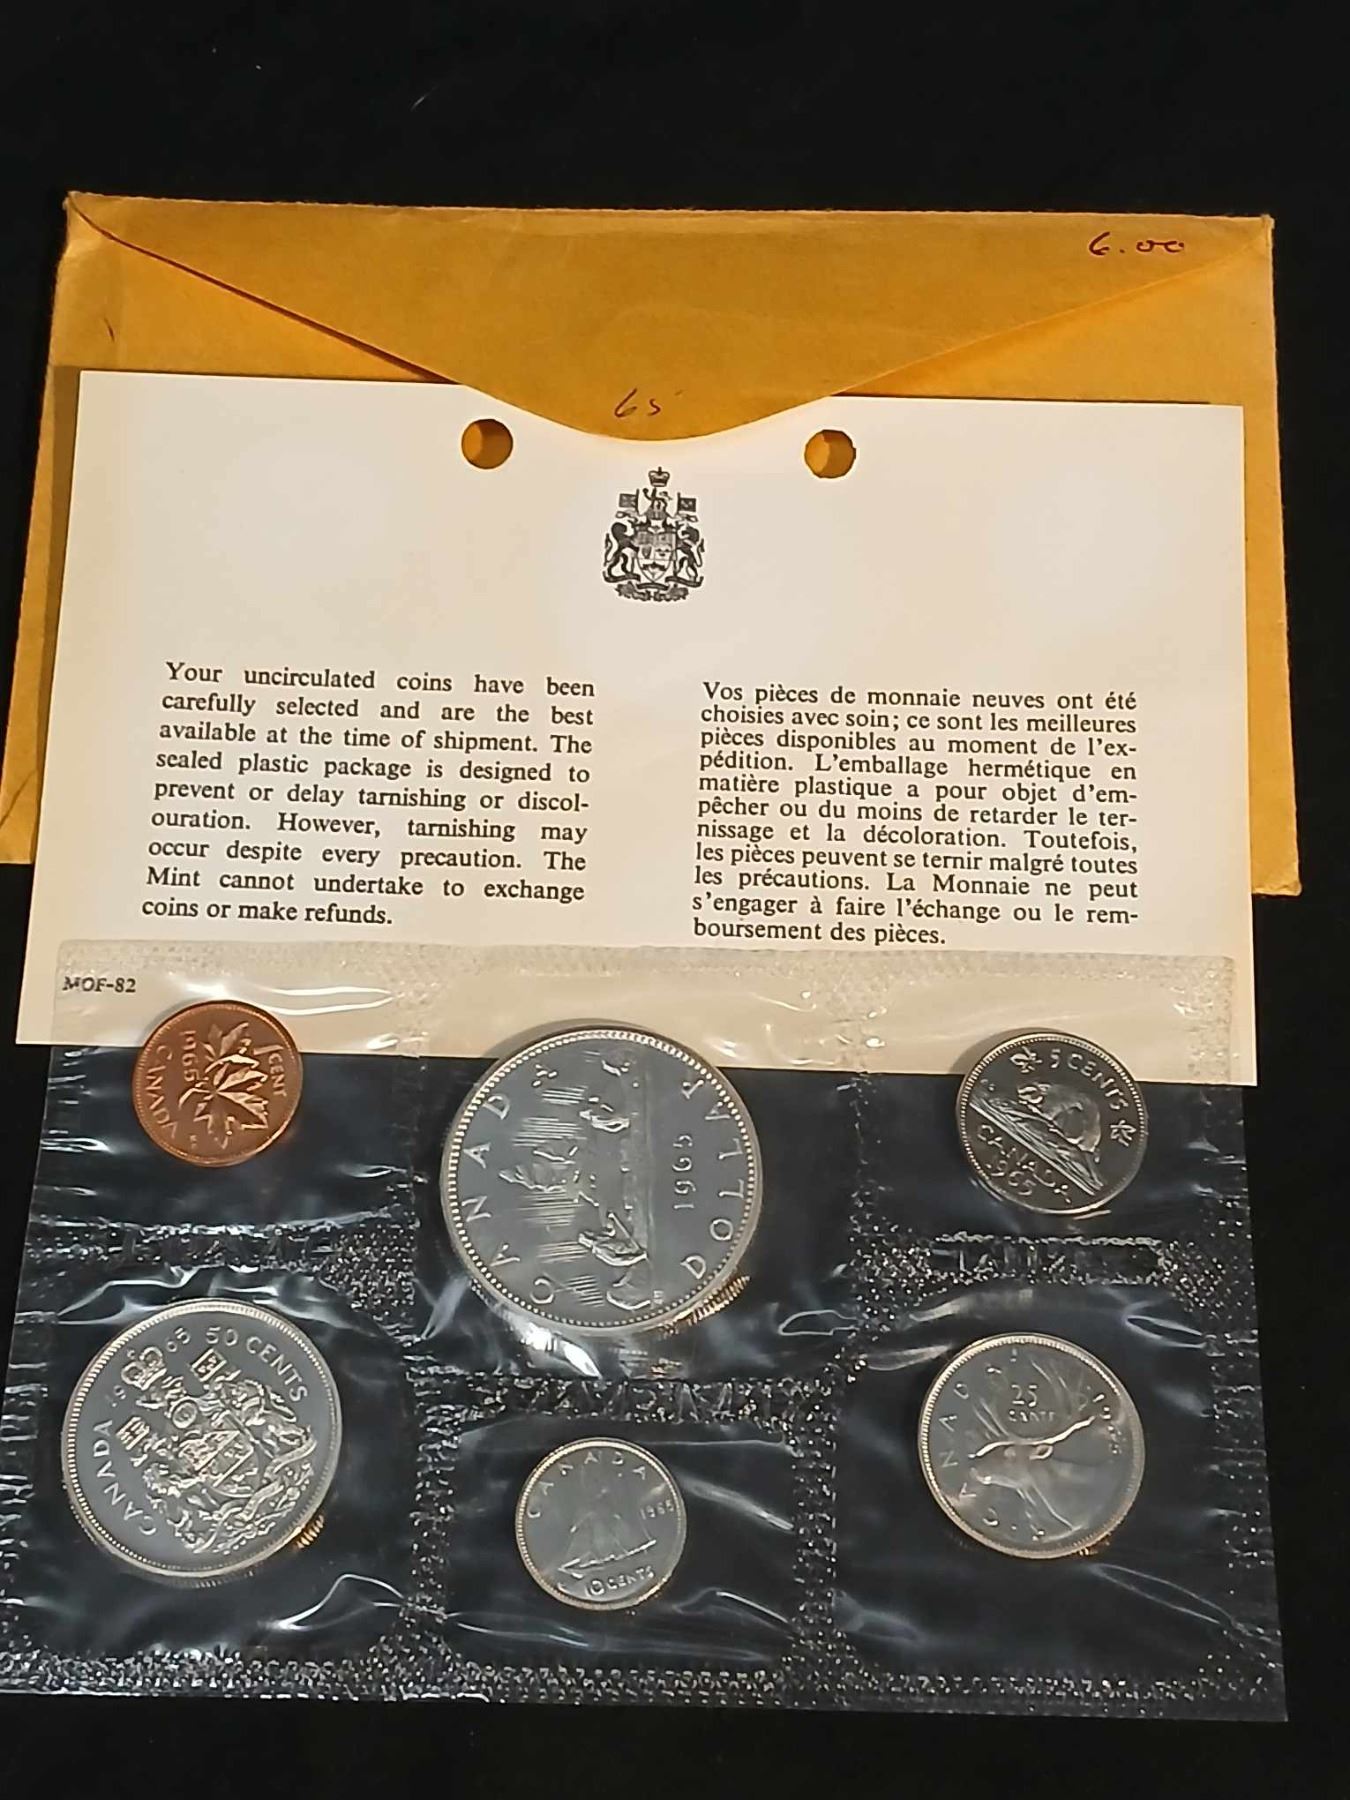 6.00
65
Your uncirculated coins have been
carefully selected and are the best
available at the time of shipment. The
sealed plastic package is designed to
prevent or delay tarnishing or discol-
ouration. However, tarnishing may
occur despite every precaution. The
Mint cannot undertake to exchange
coins or make refunds.
Vos pièces de monnaie neuves ont été
choisies avec soin; ce sont les meilleures
pièces disponibles au moment de l'ex-
pédition. L'emballage hermétique en
matière plastique a pour objet d'em-
pêcher ou du moins de retarder le ter-
nissage et la décoloration. Toutefois,
les pièces peuvent se ternir malgré toutes
les précautions. La Monnaie ne peut
s'engager à faire l'échange ou le rem-
boursement des pièces.
MOF-82
1 CENT
1965
CANADA
CANADA
1965
DOLLAR
5 CENTS
CANADA
1965
1965 50 CENTS
CANADA
CANADA
1965
10 CENTS
CANADA
25
CENTS
1965